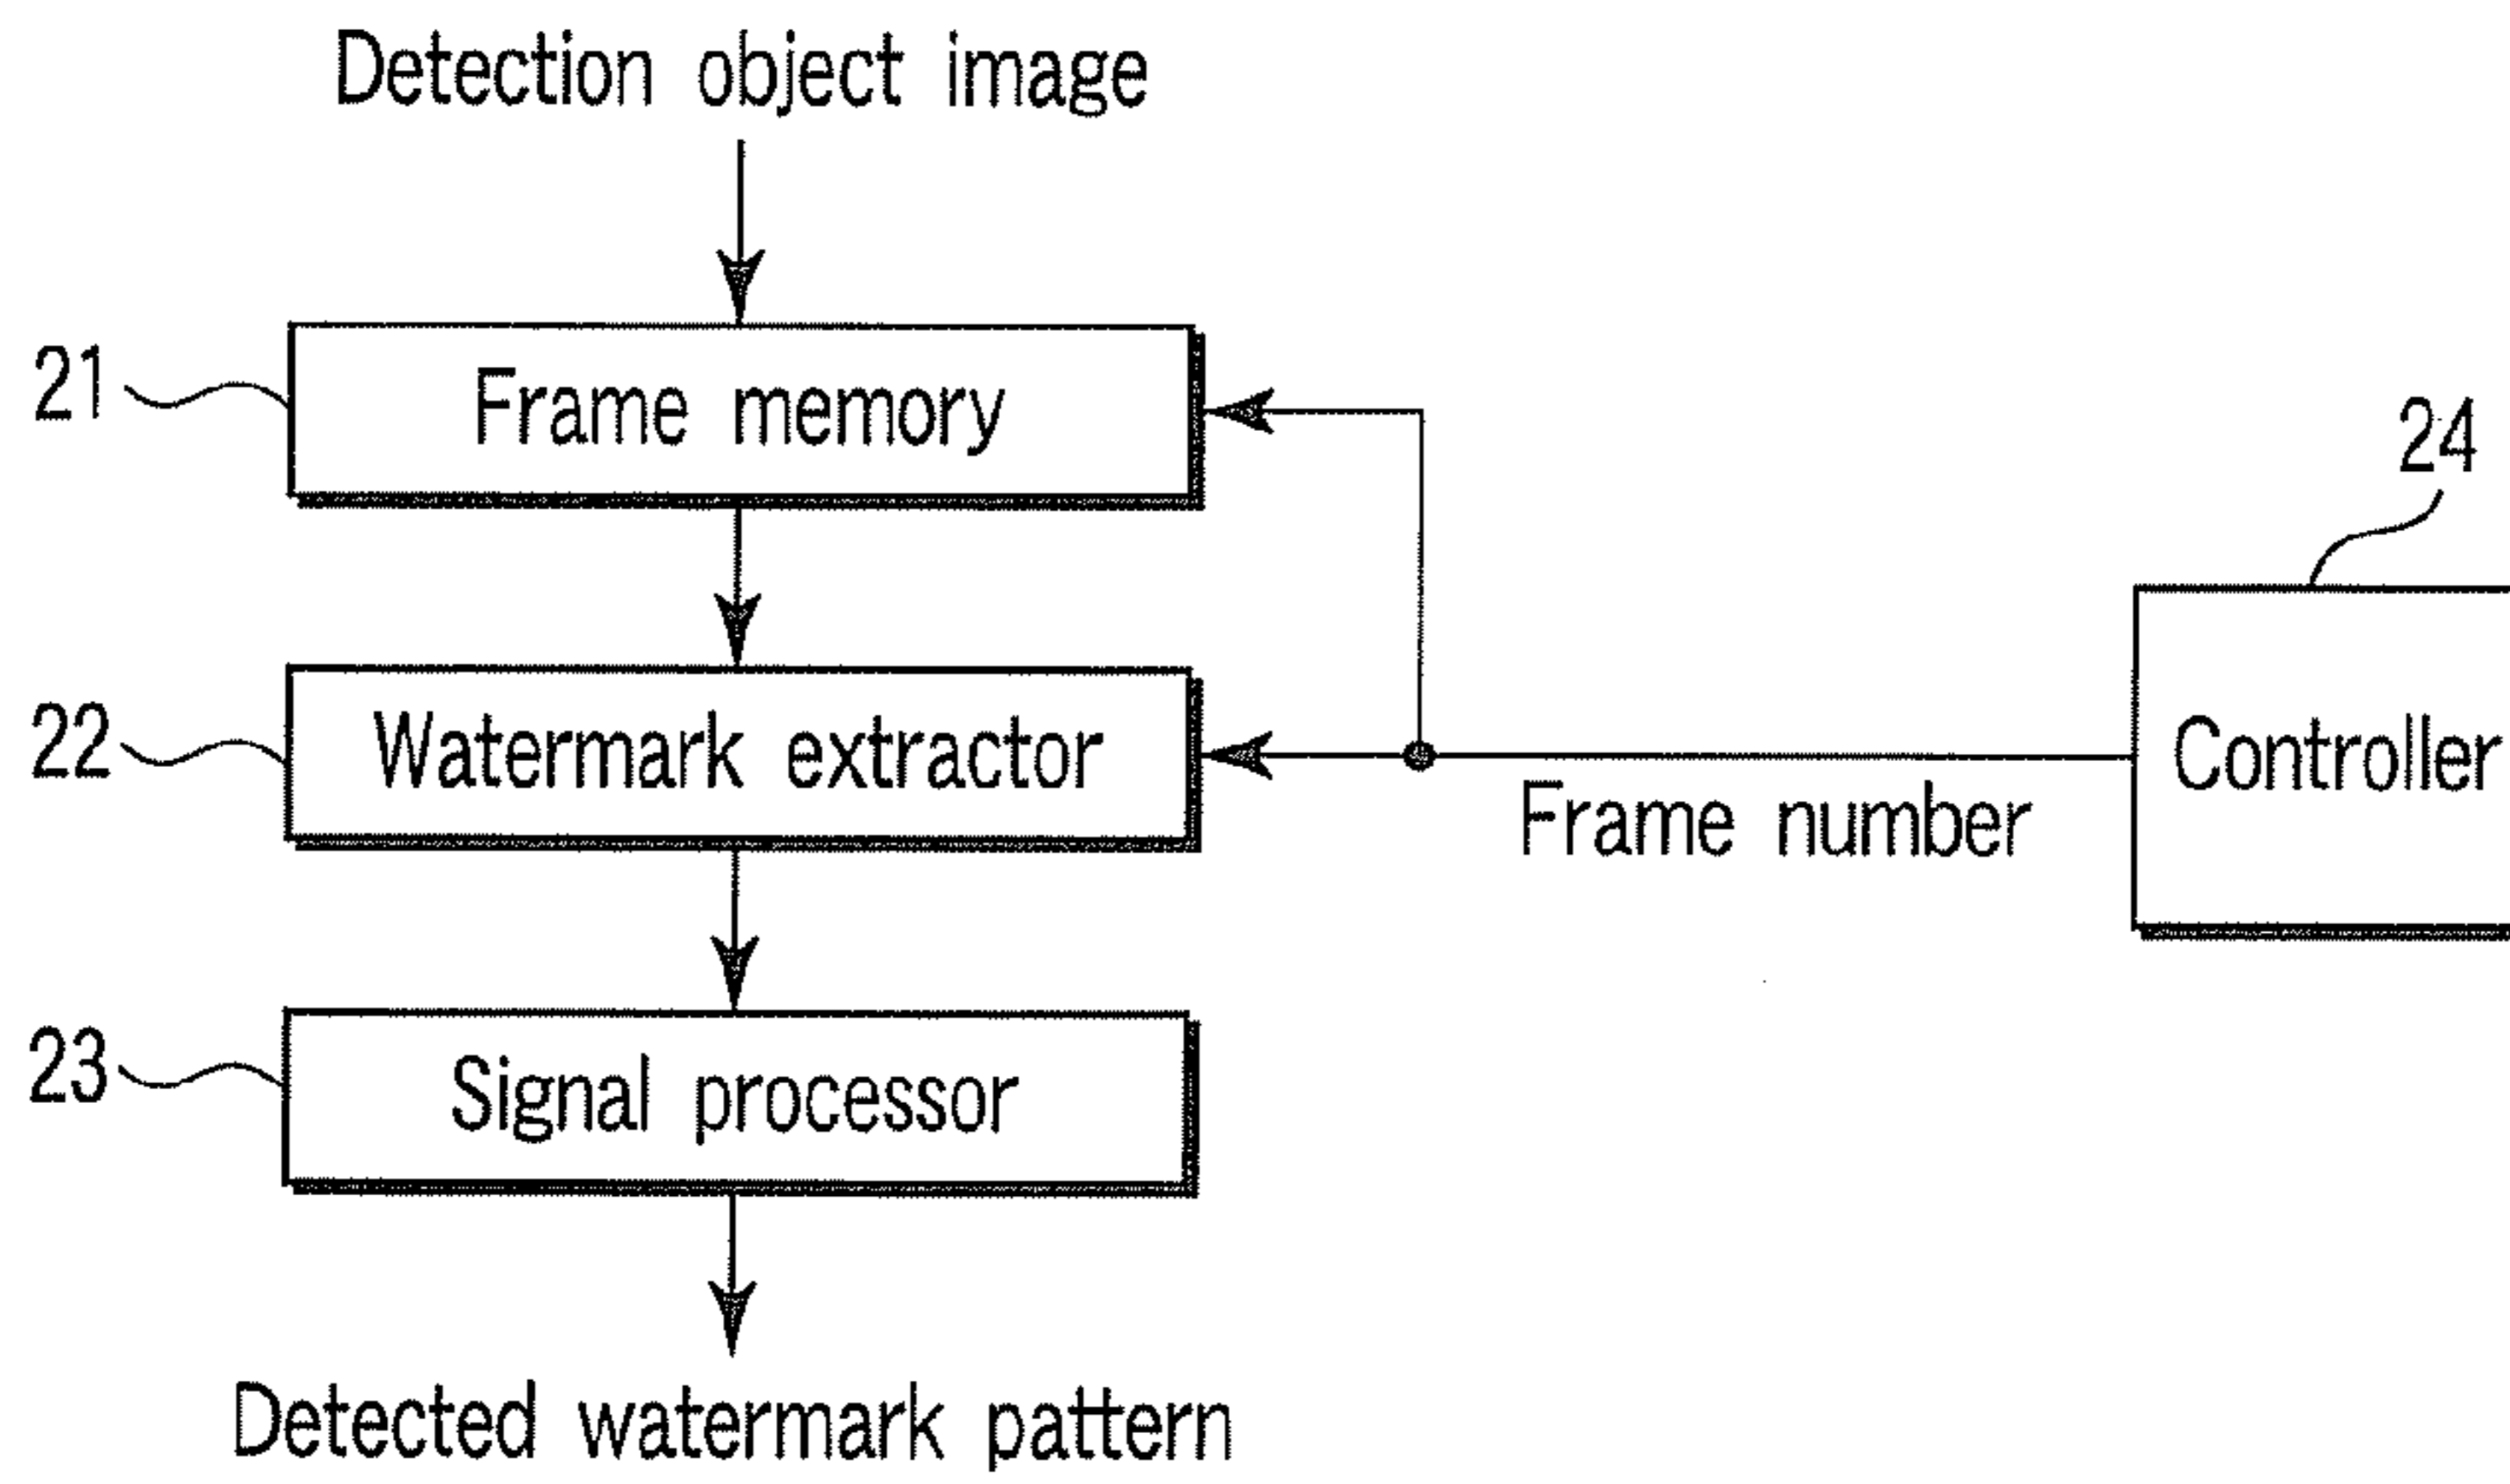 Detection object image
21
Frame memory
24
22
Watermark extractor
Controller
Frame number
23
Signal processor
Detected watermark pattern